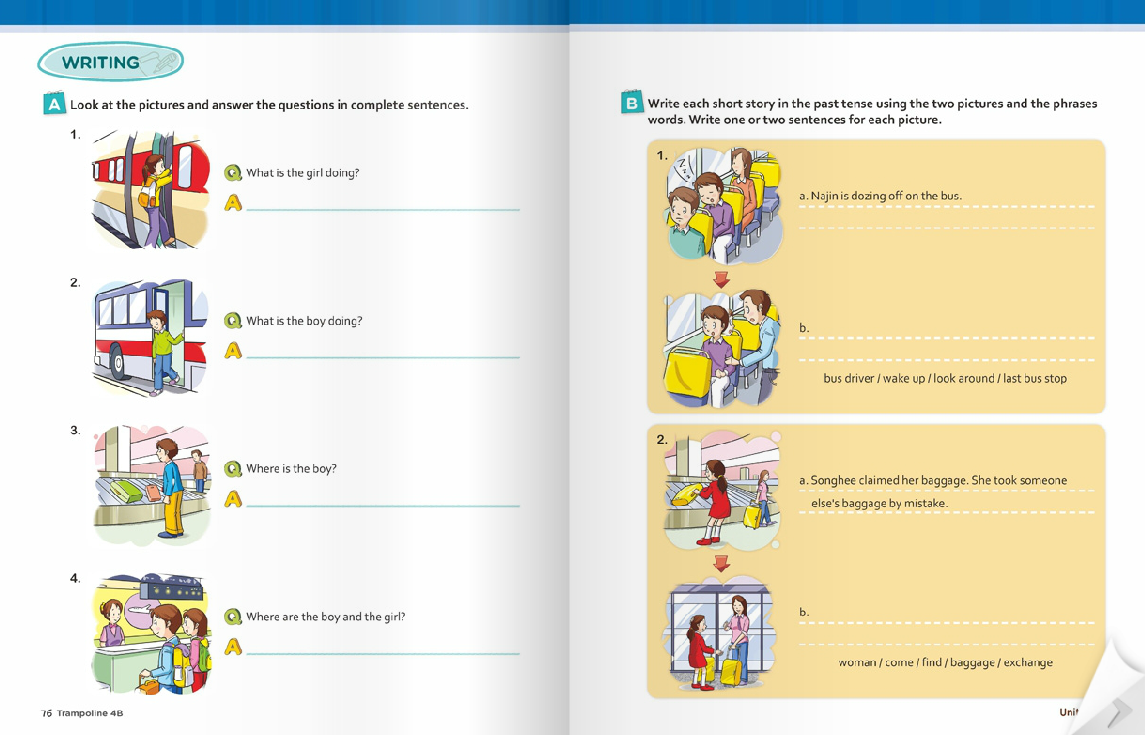 WRITING
A Look at the pictures and answer the questions in complete sentences.
1.
Q What is the girl doing?
A
2.
Q What is the boy doing?
A
3.
Q Where is the boy?
A
4.
Q Where are the boy and the girl?
A
76 Trampoline 4B
B Write each short story in the past tense using the two pictures and the phrases
words. Write one or two sentences for each picture.
1.
zzz
a. Najin is dozing off on the bus.
b.
bus driver / wake up / look around / last bus stop
2.
a. Songhee claimed her baggage. She took someone
else's baggage by mistake.
b.
woman / come / find / baggage / exchange
Unit